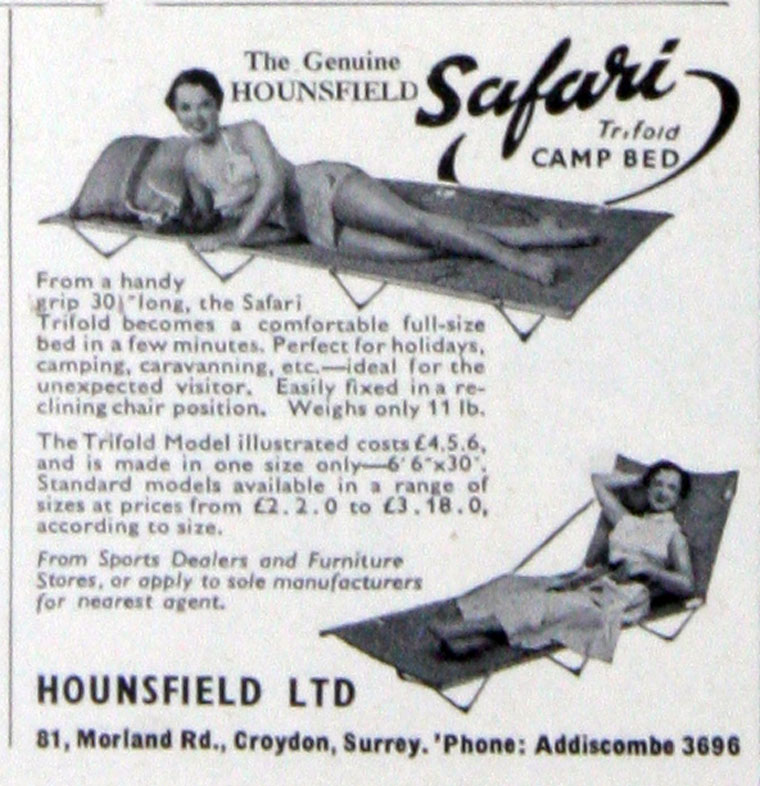 The Genuine
HOUNSFIELD
Safari
Trifold
CAMP BED
From a handy
grip 30½" long, the Safari
Trifold becomes a comfortable full-size
bed in a few minutes. Perfect for holidays,
camping, caravanning, etc.—ideal for the
unexpected visitor. Easily fixed in a re-
clining chair position. Weighs only 11 lb.
The Trifold Model illustrated costs £4.5.6,
and is made in one size only—6' 6"x30".
Standard models available in a range of
sizes at prices from £2.2.0 to £3.18.0,
according to size.
From Sports Dealers and Furniture
Stores, or apply to sole manufacturers
for nearest agent.
HOUNSFIELD LTD
81, Morland Rd., Croydon, Surrey. 'Phone: Addiscombe 3696